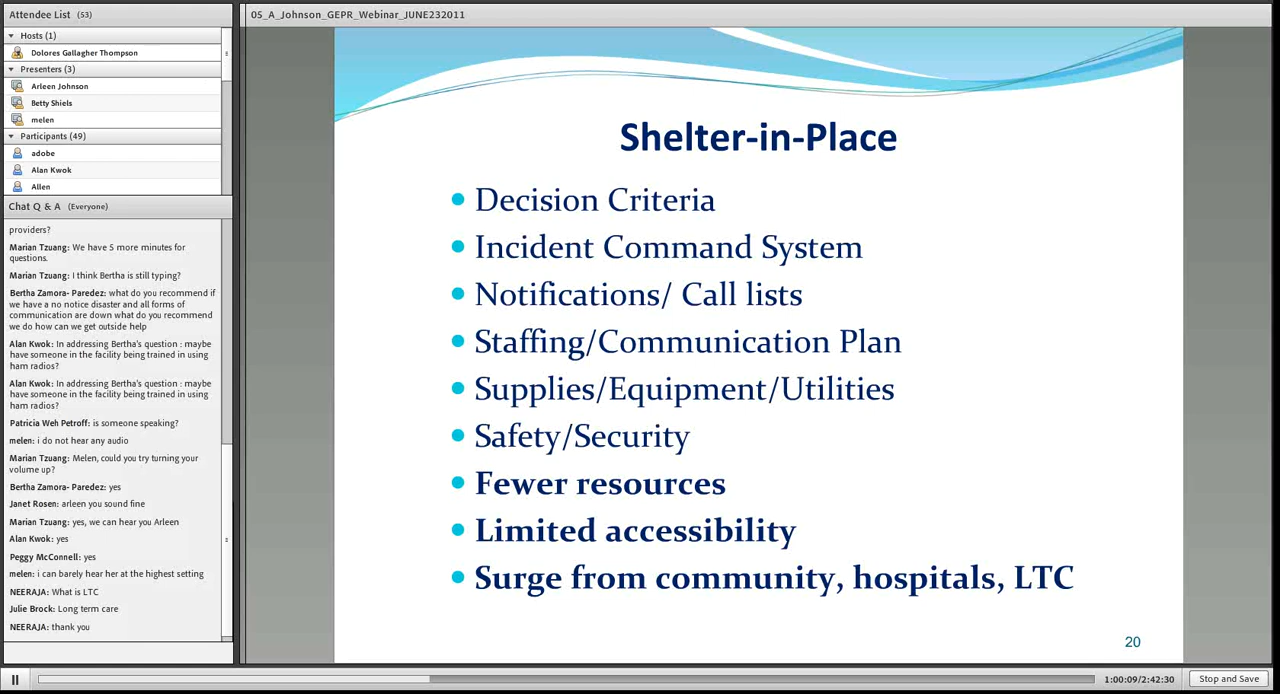 Attendee List (53)
Hosts (1)
Dolores Gallagher Thompson
Presenters (3)
Arleen Johnson
Betty Shiels
melen
Participants (49)
adobe
Alan Kwok
Allen
Chat Q & A (Everyone)
providers?
Marian Tzuang: We have 5 more minutes for
questions.
Marian Tzuang: I think Bertha is still typing?
Bertha Zamora- Paredez: what do you recommend if
we have a no notice disaster and all forms of
communication are down what do you recommend
we do how can we get outside help
Alan Kwok: In addressing Bertha's question : maybe
have someone in the facility being trained in using
ham radios?
Alan Kwok: In addressing Bertha's question : maybe
have someone in the facility being trained in using
ham radios?
Patricia Weh Petroff: is someone speaking?
melen: i do not hear any audio
Marian Tzuang: Melen, could you try turning your
volume up?
Bertha Zamora- Paredez: yes
Janet Rosen: arleen you sound fine
Marian Tzuang: yes, we can hear you Arleen
Alan Kwok: yes
Peggy McConnell: yes
melen: i can barely hear her at the highest setting
NEERAJA: What is LTC
Julie Brock: Long term care
NEERAJA: thank you
05_A_Johnson_GEPR_Webinar_JUNE232011
Shelter-in-Place
• Decision Criteria
• Incident Command System
• Notifications/ Call lists
• Staffing/Communication Plan
• Supplies/Equipment/Utilities
• Safety/Security
• Fewer resources
• Limited accessibility
• Surge from community, hospitals, LTC
20
1:00:09/2:42:30
Stop and Save